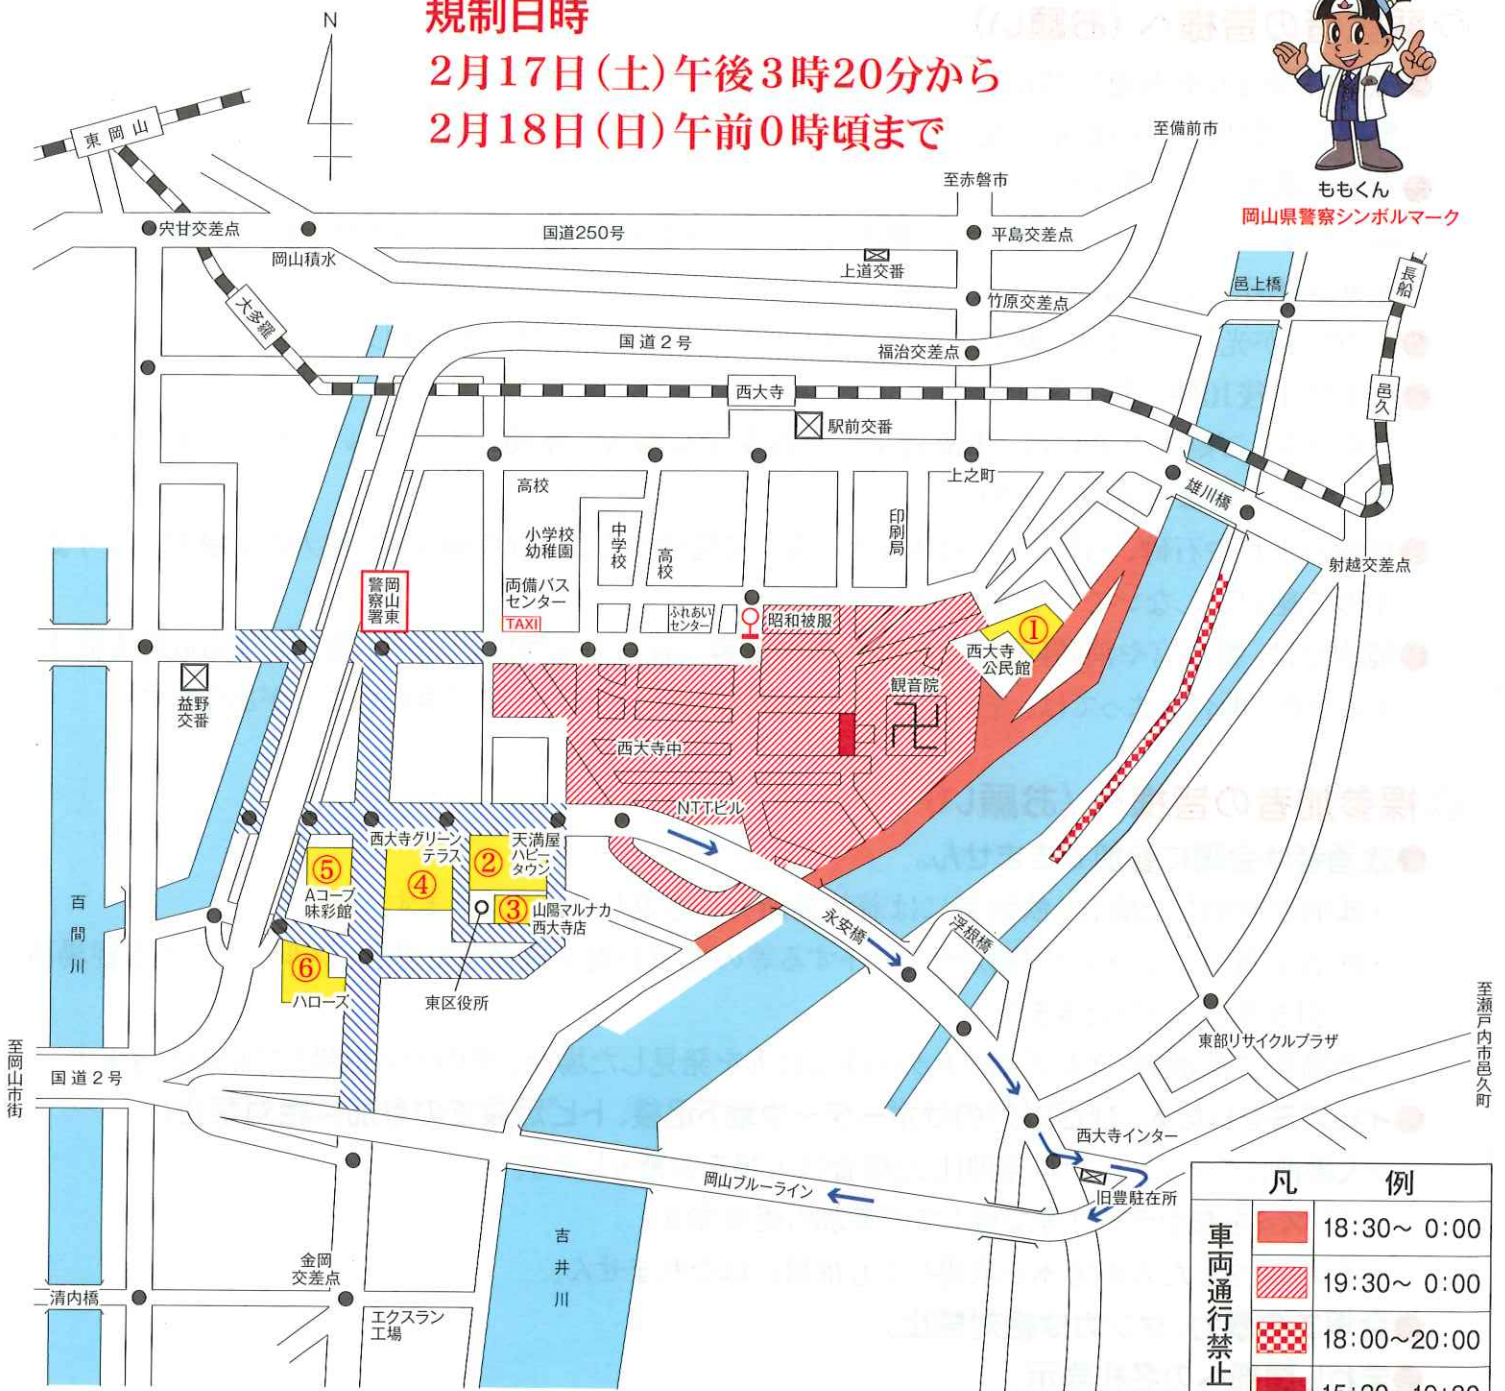 規制日時
2月17日(土)午後3時20分から
2月18日(日)午前0時頃まで
N
ももくん
岡山県警察シンボルマーク
東岡山
至備前市
至赤磐市
宍甘交差点
岡山積水
国道250号
平島交差点
上道交番
竹原交差点
邑上橋
長船
大多羅
国道2号
福治交差点
西大寺
邑久
駅前交番
上之町
雄川橋
高校
小学校
幼稚園
中学校
高校
印刷局
射越交差点
岡山東
警察署
両備バス
センター
TAXI
ふれあい
センター
昭和被服
①
西大寺
公民館
益野
交番
観音院
西大寺中
NTTビル
西大寺グリーン
テラス
天満屋
ハピー
タウン
②
⑤
Aコープ
味彩館
④
③
山陽マルナカ
西大寺店
百間川
永安橋
浮根橋
⑥
ハローズ
東区役所
至瀬戸内市邑久町
東部リサイクルプラザ
至岡山市街
国道2号
西大寺インター
旧豊駐在所
岡山ブルーライン
吉井川
金岡
交差点
清内橋
エクスラン
工場
凡例
車両通行禁止
18:30～ 0:00
19:30～ 0:00
18:00～20:00